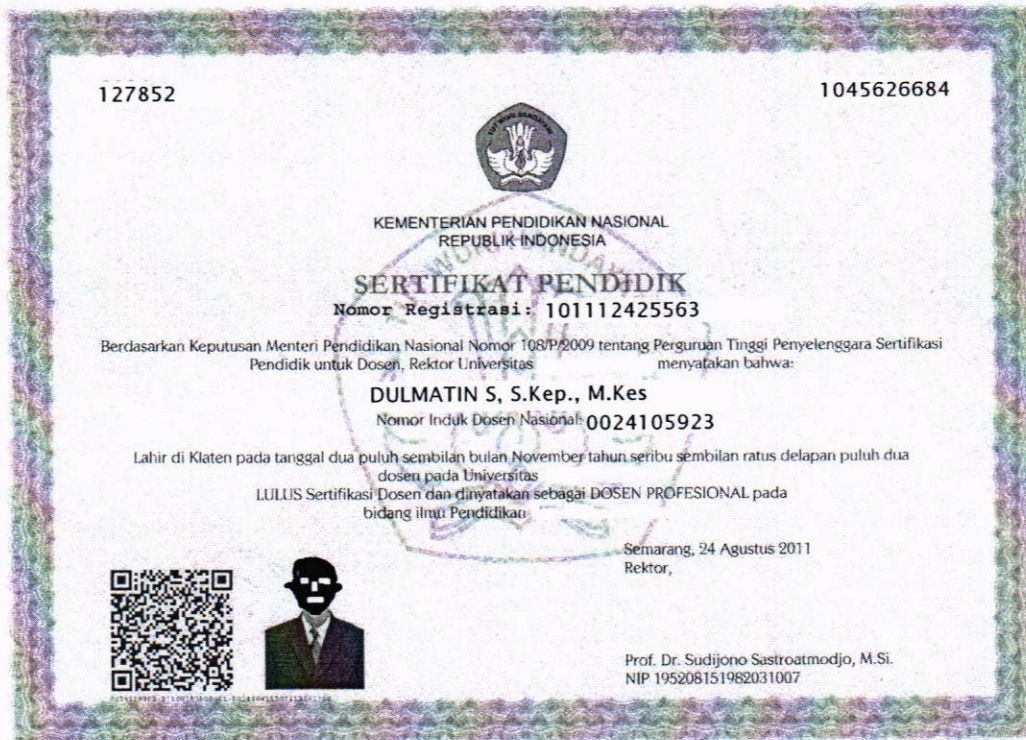 127852
1045626684
TUT WURI HANDAYANI
KEMENTERIAN PENDIDIKAN NASIONAL
REPUBLIK INDONESIA
SERTIFIKAT PENDIDIK
Nomor Registrasi: 101112425563
Berdasarkan Keputusan Menteri Pendidikan Nasional Nomor 108/P/2009 tentang Perguruan Tinggi Penyelenggara Sertifikasi
Pendidik untuk Dosen, Rektor Universitas menyatakan bahwa:
DULMATIN S, S.Kep., M.Kes
Nomor Induk Dosen Nasional: 0024105923
Lahir di Klaten pada tanggal dua puluh sembilan bulan November tahun seribu sembilan ratus delapan puluh dua
dosen pada Universitas
LULUS Sertifikasi Dosen dan dinyatakan sebagai DOSEN PROFESIONAL pada
bidang ilmu Pendidikan
Semarang, 24 Agustus 2011
Rektor,
Prof. Dr. Sudijono Sastroatmodjo, M.Si.
NIP 195208151982031007